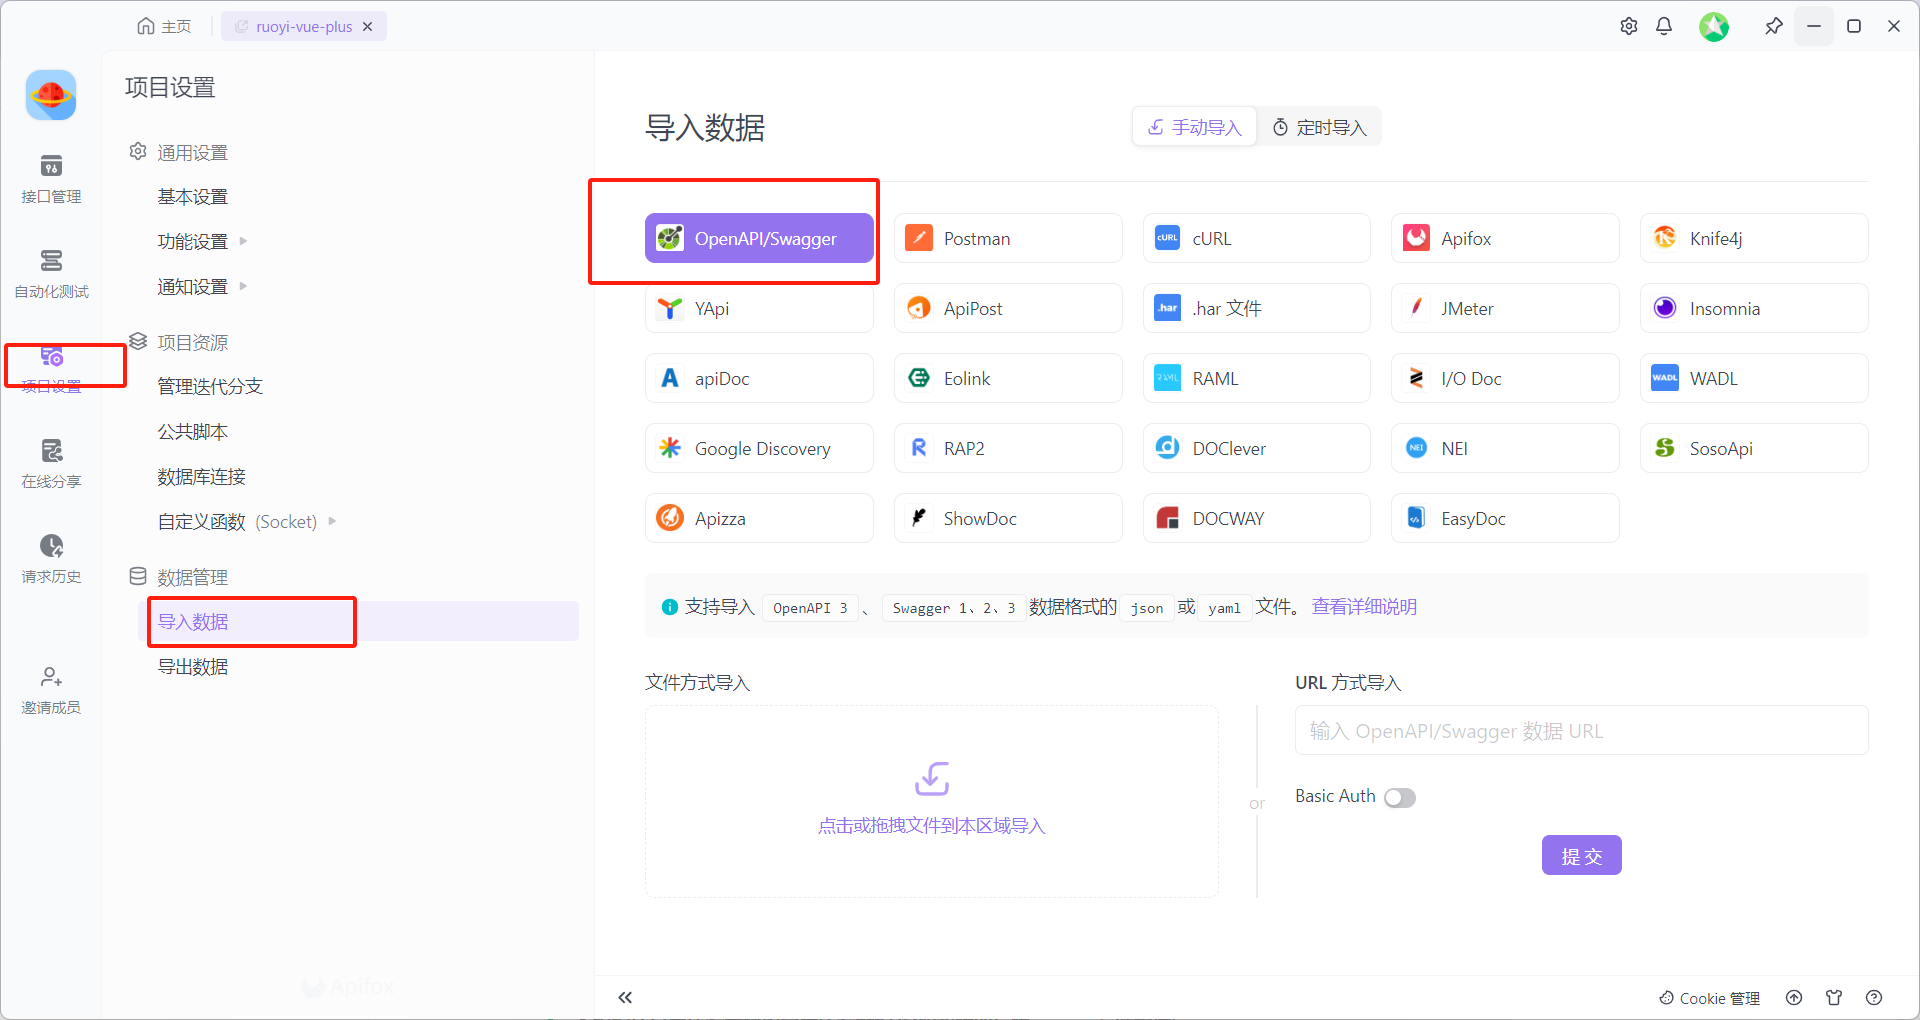 主页
ruoyi-vue-plus
项目设置
接口管理
自动化测试
项目设置
在线分享
请求历史
邀请成员
通用设置
基本设置
功能设置
通知设置
项目资源
管理迭代分支
公共脚本
数据库连接
自定义函数 (Socket)
数据管理
导入数据
导出数据
Apifox
导入数据
手动导入
定时导入
OpenAPI/Swagger
Postman
cURL
cURL
Apifox
Knife4j
YApi
ApiPost
.har
.har 文件
JMeter
Insomnia
apiDoc
Eolink
RAML
RAML
I/O Doc
WADL
WADL
Google Discovery
RAP2
DOClever
NEI
NEI
SosoApi
Apizza
ShowDoc
DOCWAY
EasyDoc
支持导入 OpenAPI 3 、 Swagger 1、2、3 数据格式的 json 或 yaml 文件。 查看详细说明
文件方式导入
点击或拖拽文件到本区域导入
or
URL 方式导入
输入 OpenAPI/Swagger 数据 URL
Basic Auth
提 交
Cookie 管理